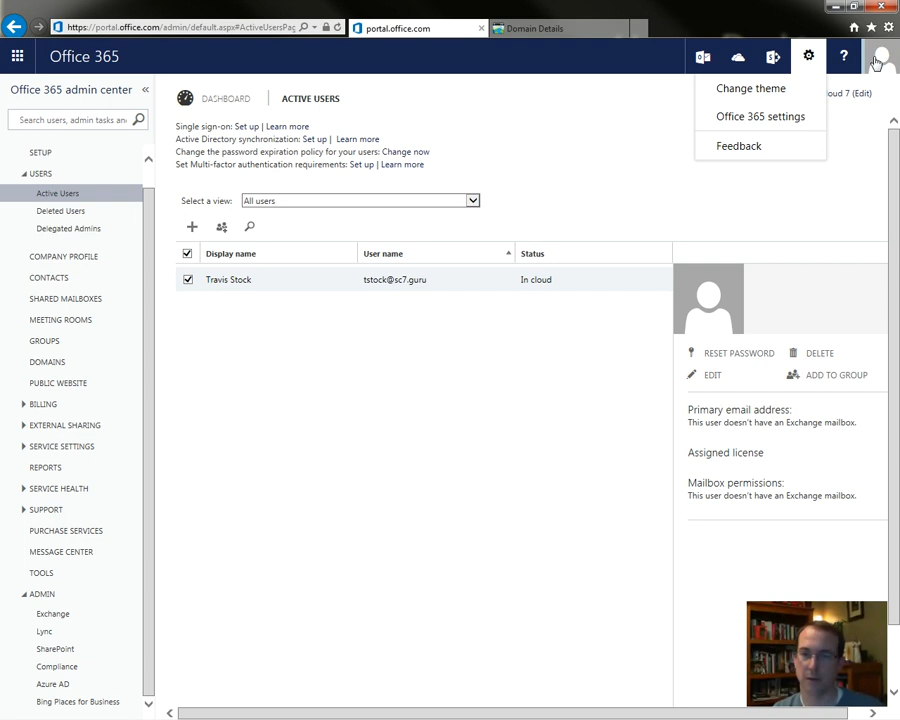 https://portal.office.com/admin/default.aspx#ActiveUsersPag
portal.office.com
Domain Details
Office 365
?
Office 365 admin center «
Search users, admin tasks an
DASHBOARD
ACTIVE USERS
oud 7 (Edit)
Change theme
Office 365 settings
Feedback
Single sign-on: Set up | Learn more
Active Directory synchronization: Set up | Learn more
Change the password expiration policy for your users: Change now
Set Multi-factor authentication requirements: Set up | Learn more
Select a view: All users
Display name
User name
Status
Travis Stock
tstock@sc7.guru
In cloud
SETUP
USERS
Active Users
Deleted Users
Delegated Admins
COMPANY PROFILE
CONTACTS
SHARED MAILBOXES
MEETING ROOMS
GROUPS
DOMAINS
PUBLIC WEBSITE
BILLING
EXTERNAL SHARING
SERVICE SETTINGS
REPORTS
SERVICE HEALTH
SUPPORT
PURCHASE SERVICES
MESSAGE CENTER
TOOLS
ADMIN
Exchange
Lync
SharePoint
Compliance
Azure AD
Bing Places for Business
RESET PASSWORD
DELETE
EDIT
ADD TO GROUP
Primary email address:
This user doesn't have an Exchange mailbox.
Assigned license
Mailbox permissions:
This user doesn't have an Exchange mailbox.